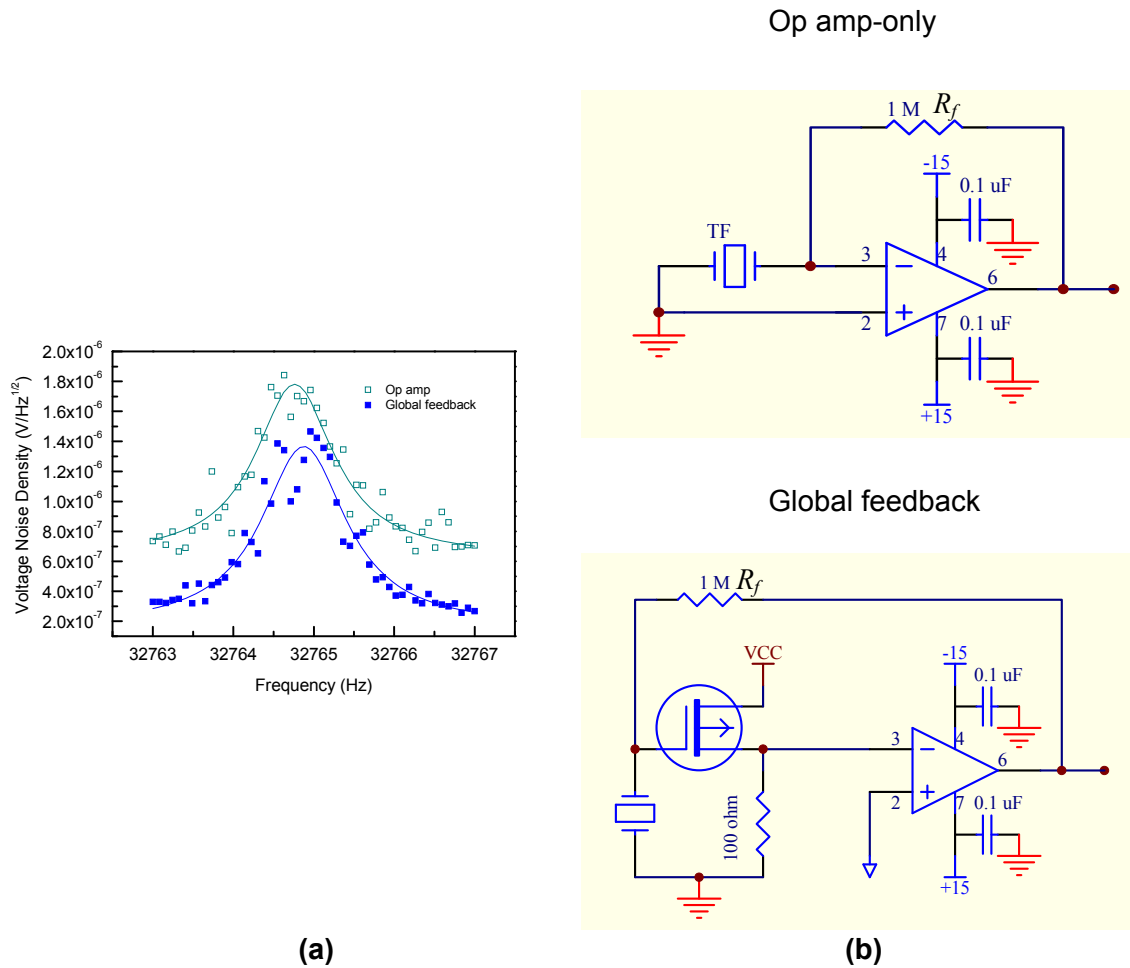 Op amp-only
1 M R_f
-15
0.1 uF
TF
3
4
6
2
7
0.1 uF
+15
2.0x10^-6
1.8x10^-6
1.6x10^-6
1.4x10^-6
1.2x10^-6
1.0x10^-6
8.0x10^-7
6.0x10^-7
4.0x10^-7
2.0x10^-7
Voltage Noise Density (V/Hz^1/2)
Op amp
Global feedback
32763 32764 32765 32766 32767
Frequency (Hz)
Global feedback
1 M R_f
VCC
-15
0.1 uF
3
4
6
2
7
0.1 uF
100 ohm
+15
(a)
(b)